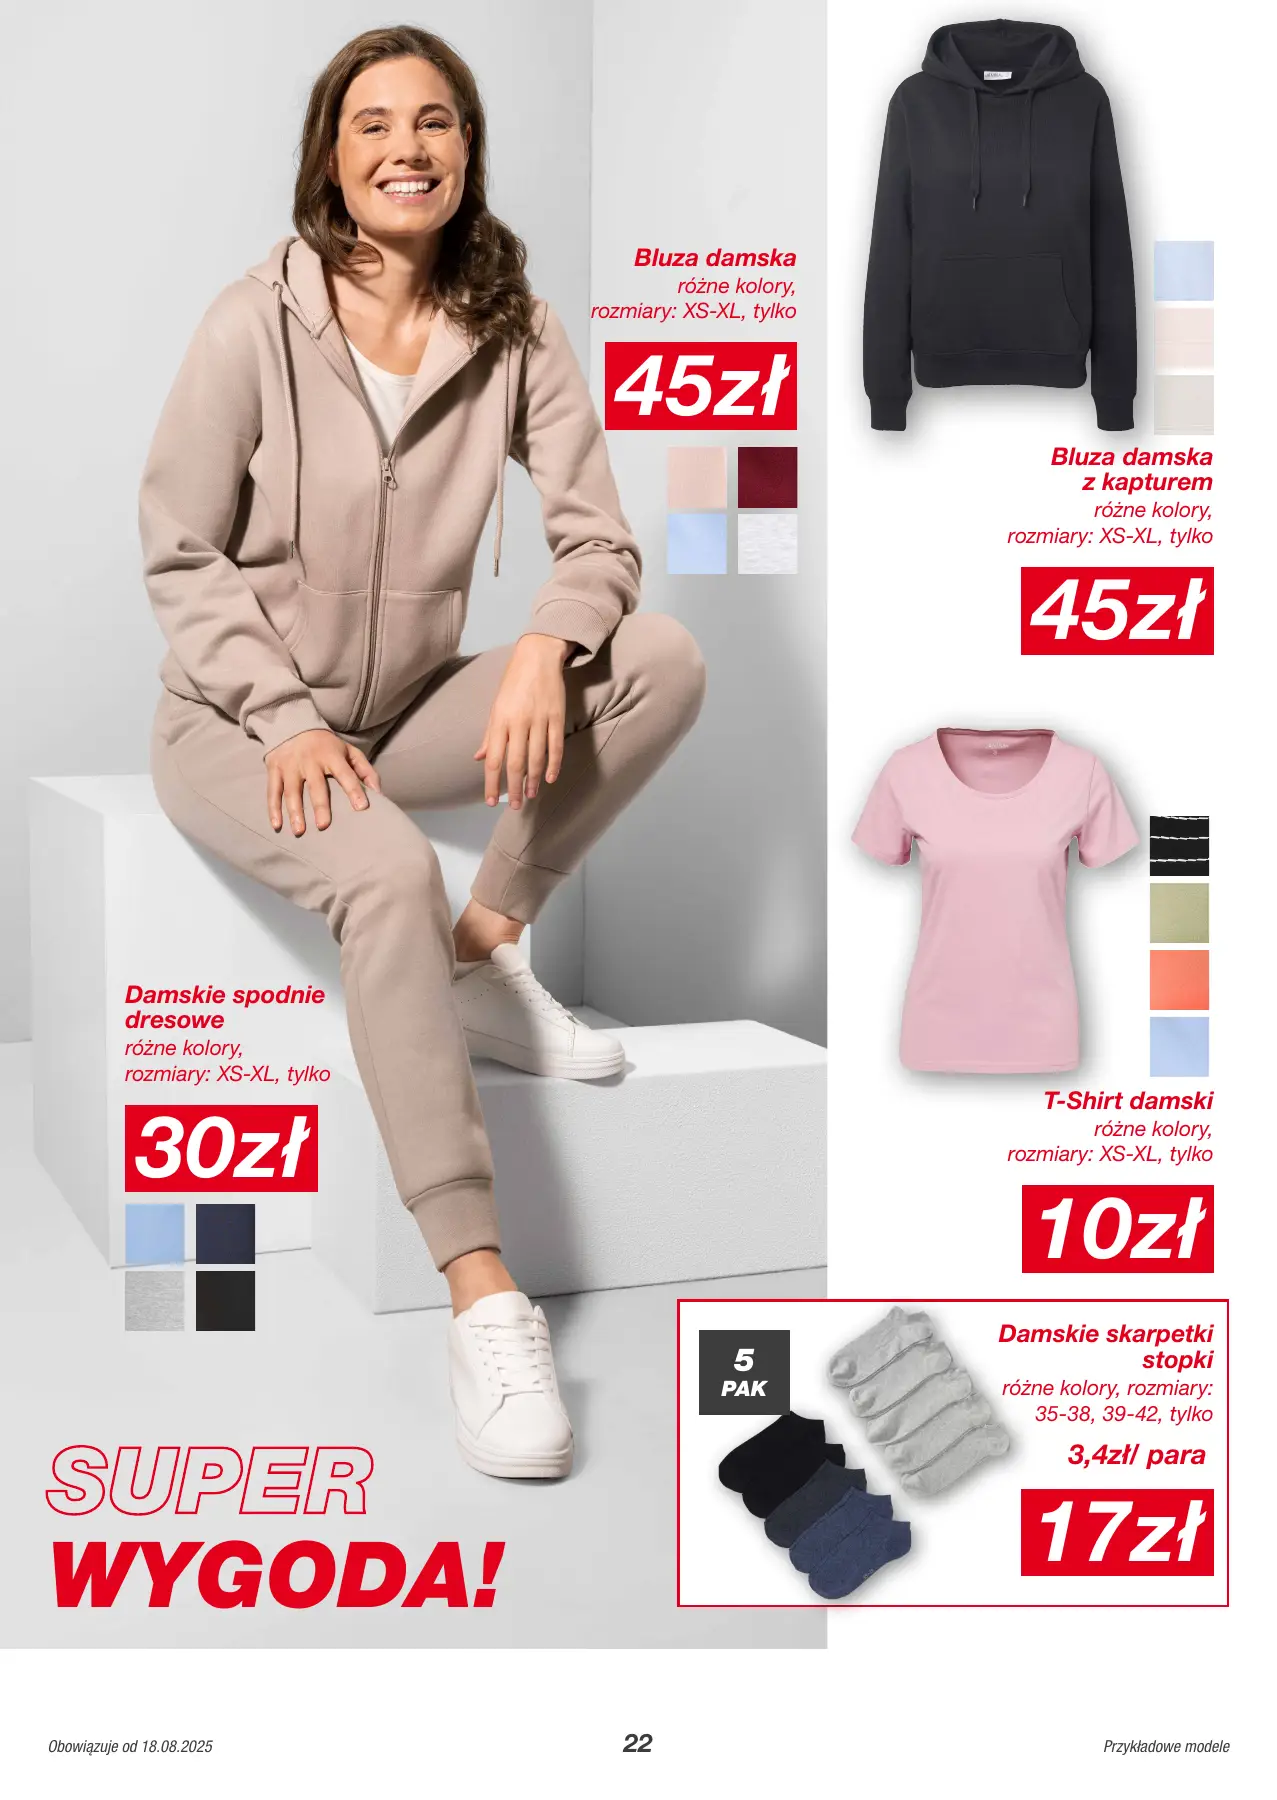 Bluza damska
różne kolory,
rozmiary: XS-XL, tylko
45zł
Bluza damska
z kapturem
różne kolory,
rozmiary: XS-XL, tylko
45zł
Damskie spodnie
dresowe
różne kolory,
rozmiary: XS-XL, tylko
30zł
T-Shirt damski
różne kolory,
rozmiary: XS-XL, tylko
10zł
5
PAK
Damskie skarpetki
stopki
różne kolory, rozmiary:
35-38, 39-42, tylko
3,4zł/ para
17zł
SUPER
WYGODA!
Obowiązuje od 18.08.2025
22
Przykładowe modele